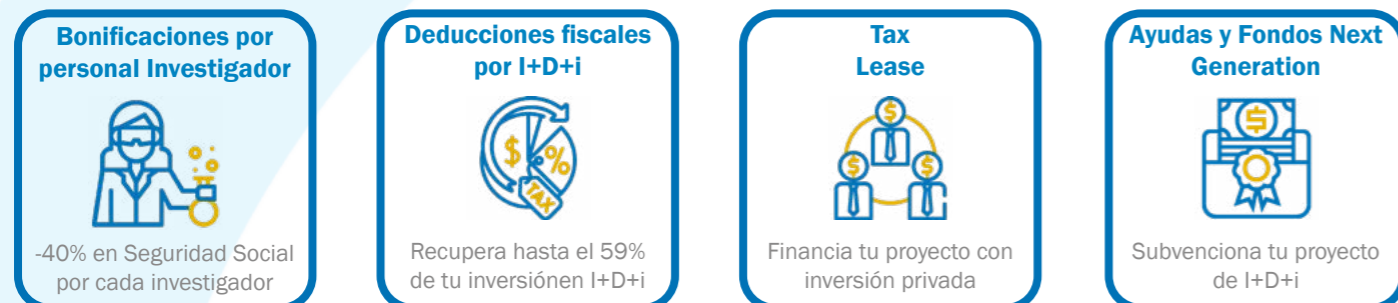 Bonificaciones por
personal Investigador
-40% en Seguridad Social
por cada investigador
Deducciones fiscales
por I+D+i
$
%
TAX
Recupera hasta el 59%
de tu inversiónen I+D+i
Tax
Lease
$
$
$
Financia tu proyecto con
inversión privada
Ayudas y Fondos Next
Generation
$
Subvenciona tu proyecto
de I+D+i